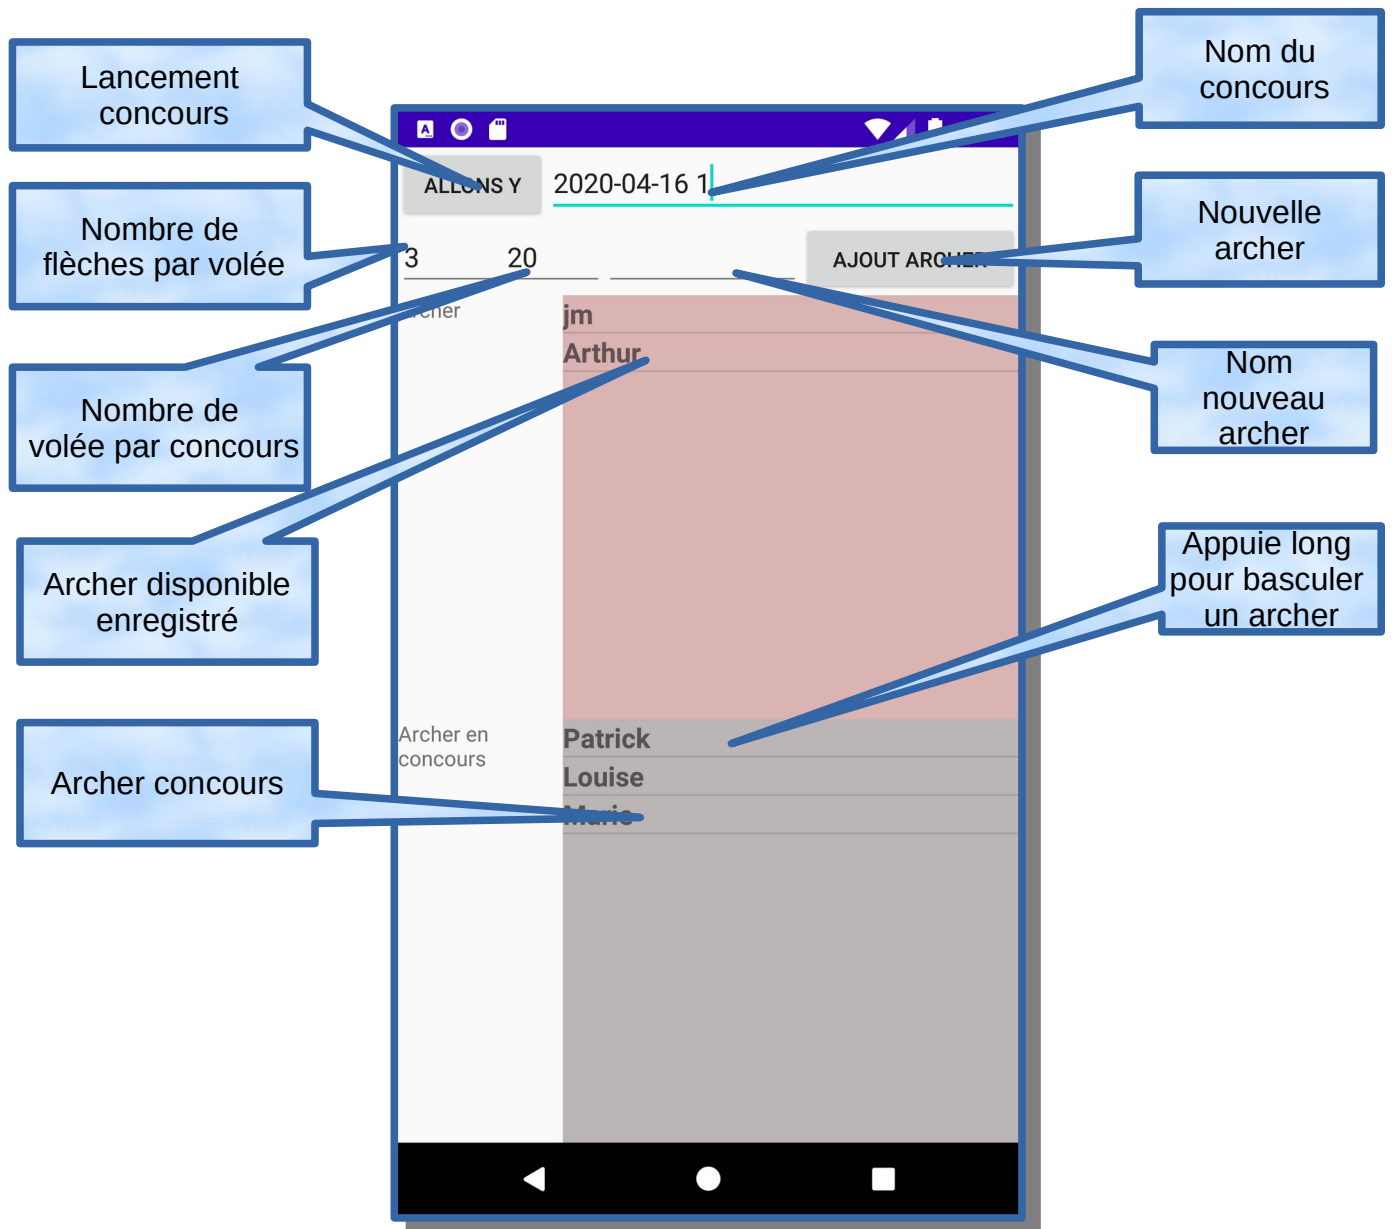 Lancement
concours
Nom du
concours
ALLONS Y
2020-04-16 1
Nombre de
flèches par volée
Nouvelle
archer
3
20
AJOUT ARCHER
Archer
jm
Arthur
Nombre de
volée par concours
Nom
nouveau
archer
Archer disponible
enregistré
Appuie long
pour basculer
un archer
Archer en
concours
Patrick
Louise
Marie
Archer concours